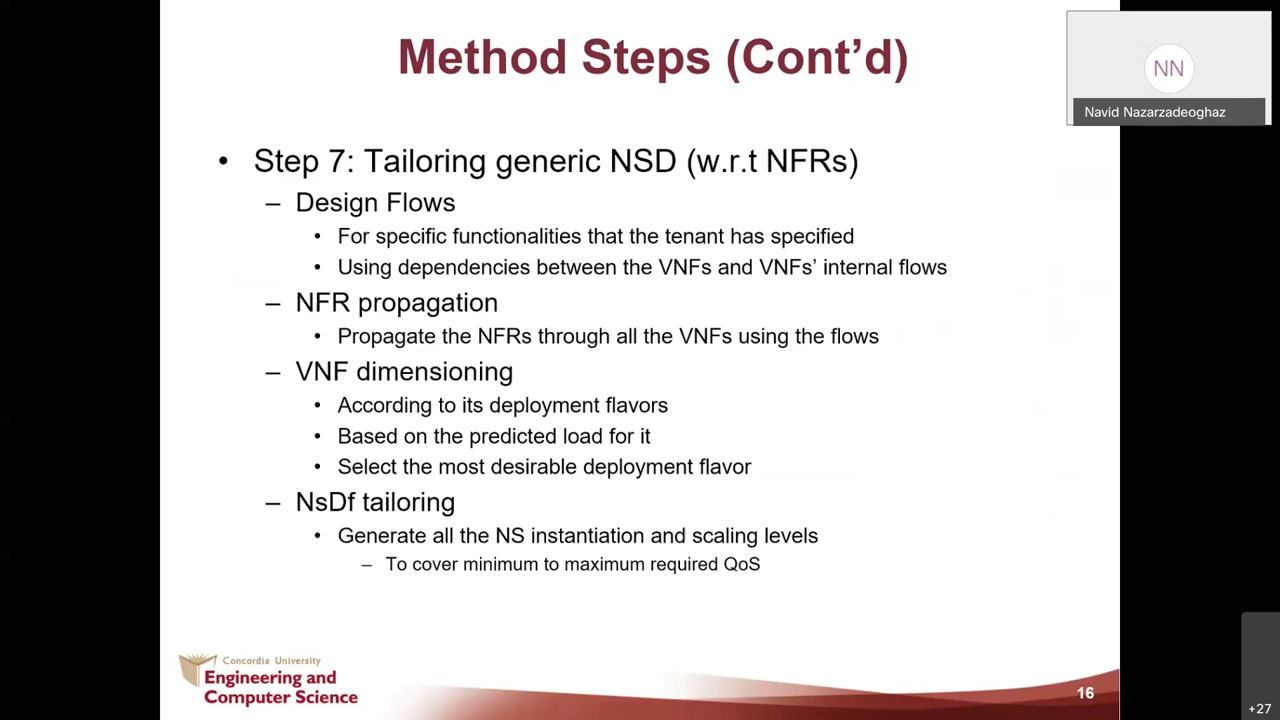 Method Steps (Cont’d)
NN
Navid Nazarzadeoghaz
• Step 7: Tailoring generic NSD (w.r.t NFRs)
– Design Flows
• For specific functionalities that the tenant has specified
• Using dependencies between the VNFs and VNFs’ internal flows
– NFR propagation
• Propagate the NFRs through all the VNFs using the flows
– VNF dimensioning
• According to its deployment flavors
• Based on the predicted load for it
• Select the most desirable deployment flavor
– NsDf tailoring
• Generate all the NS instantiation and scaling levels
– To cover minimum to maximum required QoS
Concordia University
Engineering and
Computer Science
16
+27